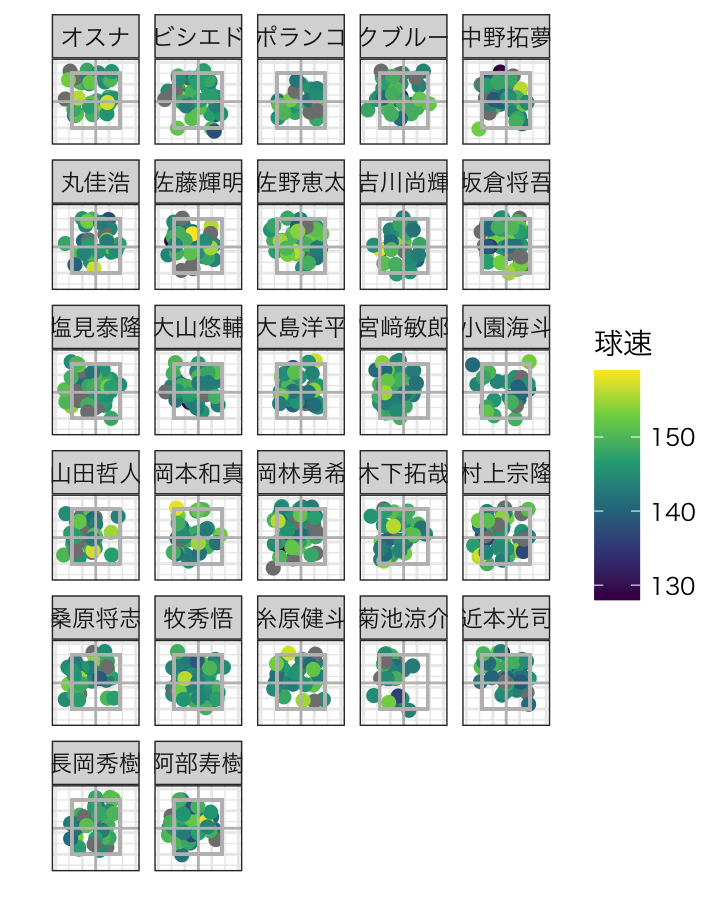 オスナ
ビシエド
ポランコ
クブルー
中野拓夢
丸佳浩
佐藤輝明
佐野恵太
吉川尚輝
坂倉将吾
塩見泰隆
大山悠輔
大島洋平
宮﨑敏郎
小園海斗
山田哲人
岡本和真
岡林勇希
木下拓哉
村上宗隆
桑原将志
牧秀悟
糸原健斗
菊池涼介
近本光司
長岡秀樹
阿部寿樹
球速
150
140
130